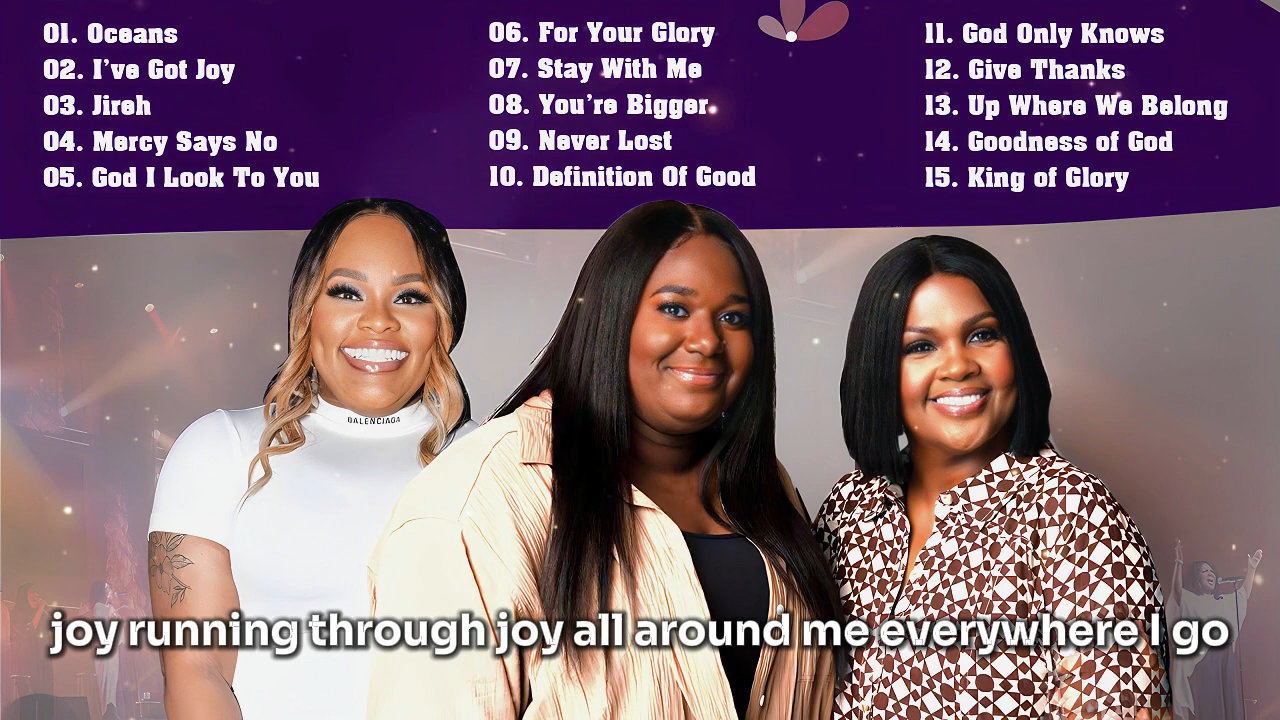 01. Oceans
02. I've Got Joy
03. Jireh
04. Mercy Says No
05. God I Look To You
06. For Your Glory
07. Stay With Me
08. You're Bigger
09. Never Lost
10. Definition Of Good
11. God Only Knows
12. Give Thanks
13. Up Where We Belong
14. Goodness of God
15. King of Glory
BALENCIAGA
joy running through joy all around me everywhere I go